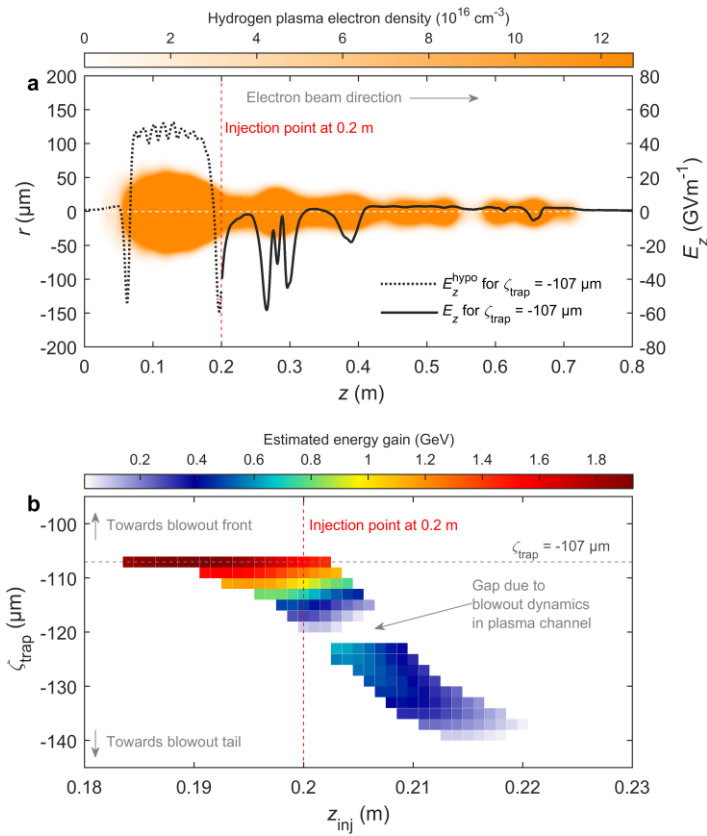 Hydrogen plasma electron density (10^16 cm^-3)
0 2 4 6 8 10 12
a
200
150
100
50
0
-50
-100
-150
-200
r (µm)
Electron beam direction
Injection point at 0.2 m
E_z^hypo for ζ_trap = -107 µm
E_z for ζ_trap = -107 µm
80
60
40
20
0
-20
-40
-60
-80
E_z (GVm^-1)
0 0.1 0.2 0.3 0.4 0.5 0.6 0.7 0.8
z (m)
Estimated energy gain (GeV)
0.2 0.4 0.6 0.8 1 1.2 1.4 1.6 1.8
b
-100
-110
-120
-130
-140
ζ_trap (µm)
Towards blowout front
Injection point at 0.2 m
ζ_trap = -107 µm
Gap due to
blowout dynamics
in plasma channel
Towards blowout tail
0.18 0.19 0.2 0.21 0.22 0.23
z_inj (m)